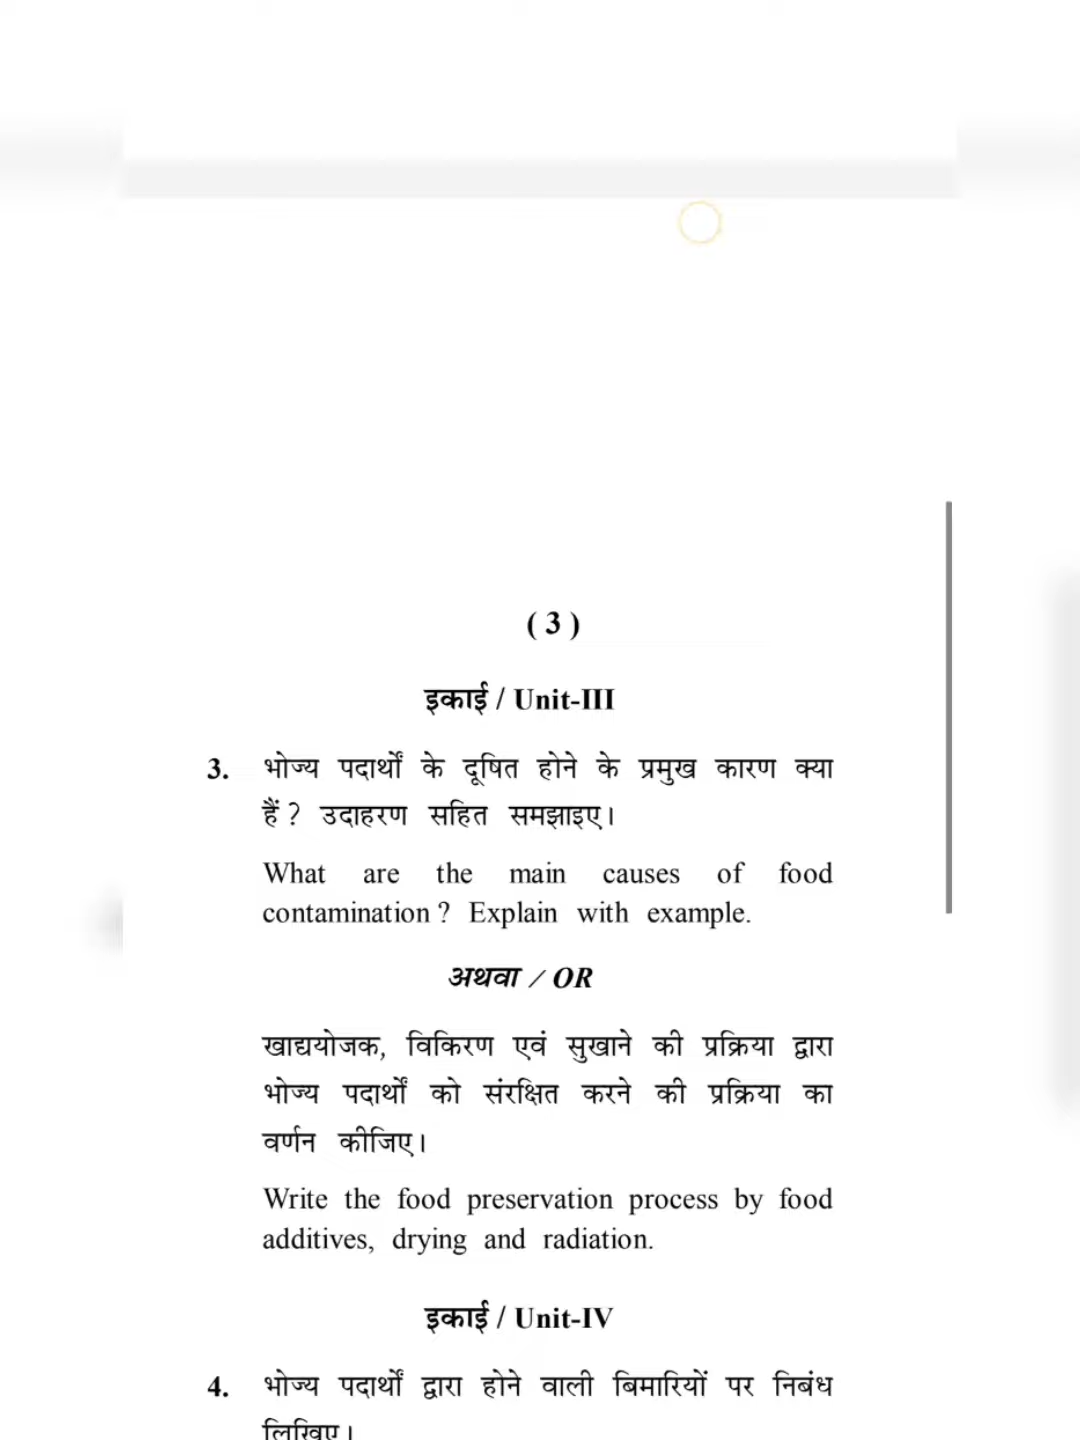 ( 3 )
इकाई / Unit-III
3. भोज्य पदार्थों के दूषित होने के प्रमुख कारण क्या
हैं ? उदाहरण सहित समझाइए।
What are the main causes of food
contamination ? Explain with example.
अथवा / OR
खाद्ययोजक, विकिरण एवं सुखाने की प्रक्रिया द्वारा
भोज्य पदार्थों को संरक्षित करने की प्रक्रिया का
वर्णन कीजिए।
Write the food preservation process by food
additives, drying and radiation.
इकाई / Unit-IV
4. भोज्य पदार्थों द्वारा होने वाली बिमारियों पर निबंध
लिखिए।